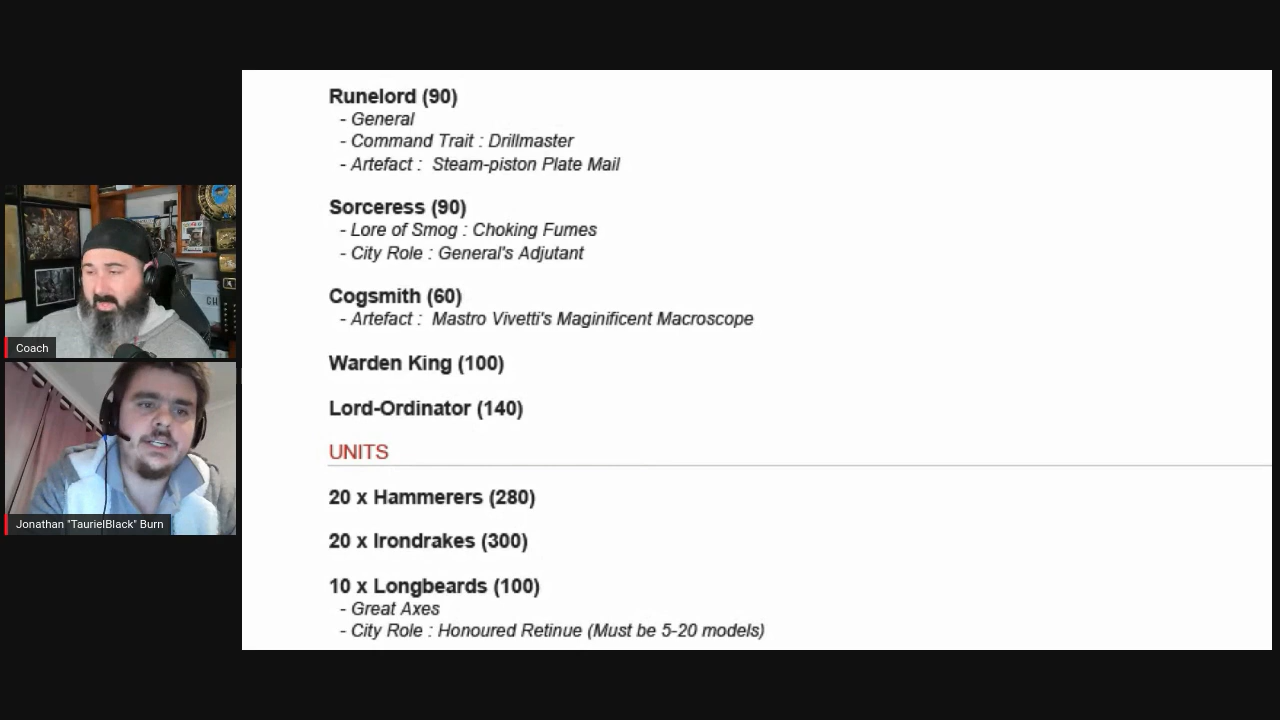 Runelord (90)
- General
- Command Trait : Drillmaster
- Artefact : Steam-piston Plate Mail
Sorceress (90)
- Lore of Smog : Choking Fumes
- City Role : General's Adjutant
Cogsmith (60)
- Artefact : Mastro Vivetti's Maginificent Macroscope
Warden King (100)
Lord-Ordinator (140)
UNITS
20 x Hammerers (280)
20 x Irondrakes (300)
10 x Longbeards (100)
- Great Axes
- City Role : Honoured Retinue (Must be 5-20 models)
Coach
Jonathan "TaurielBlack" Burn